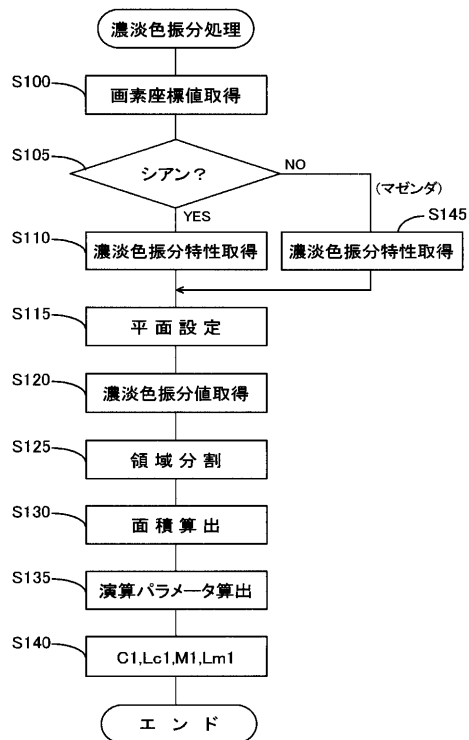 濃淡色振分処理
S100
画素座標値取得
S105
シアン?
NO
(マゼンダ)
YES
S145
S110
濃淡色振分特性取得
濃淡色振分特性取得
S115
平面設定
S120
濃淡色振分値取得
S125
領域分割
S130
面積算出
S135
演算パラメータ算出
S140
C1,Lc1,M1,Lm1
エンド